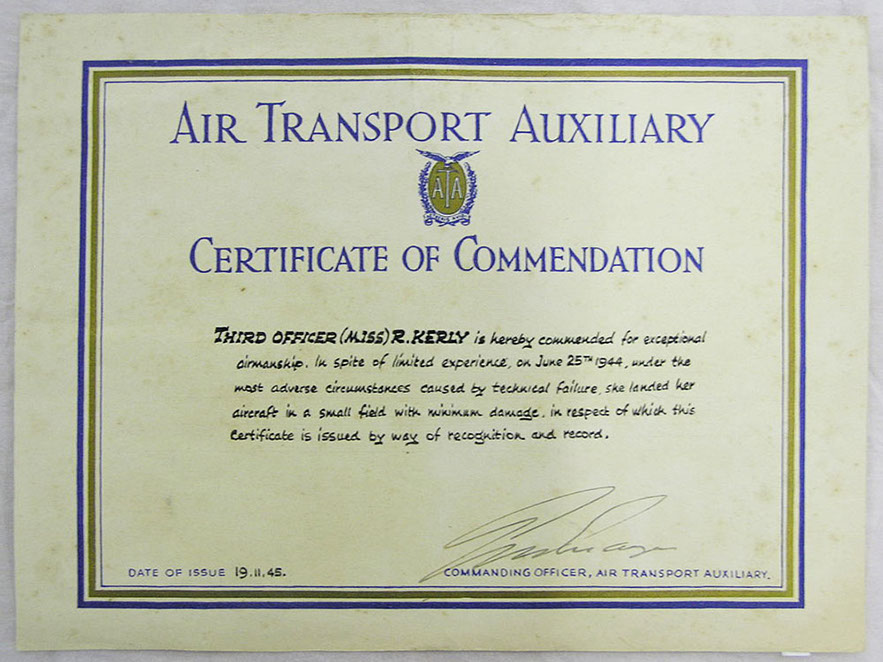 AIR TRANSPORT AUXILIARY
ATA
CERTIFICATE OF COMMENDATION
THIRD OFFICER (MISS) R. KERLY is hereby commended for exceptional
airmanship. In spite of limited experience, on June 25TH 1944, under the
most adverse circumstances caused by technical failure, she landed her
aircraft in a small field with minimum damage, in respect of which this
Certificate is issued by way of recognition and record.
DATE OF ISSUE 19.11.45.
COMMANDING OFFICER, AIR TRANSPORT AUXILIARY.